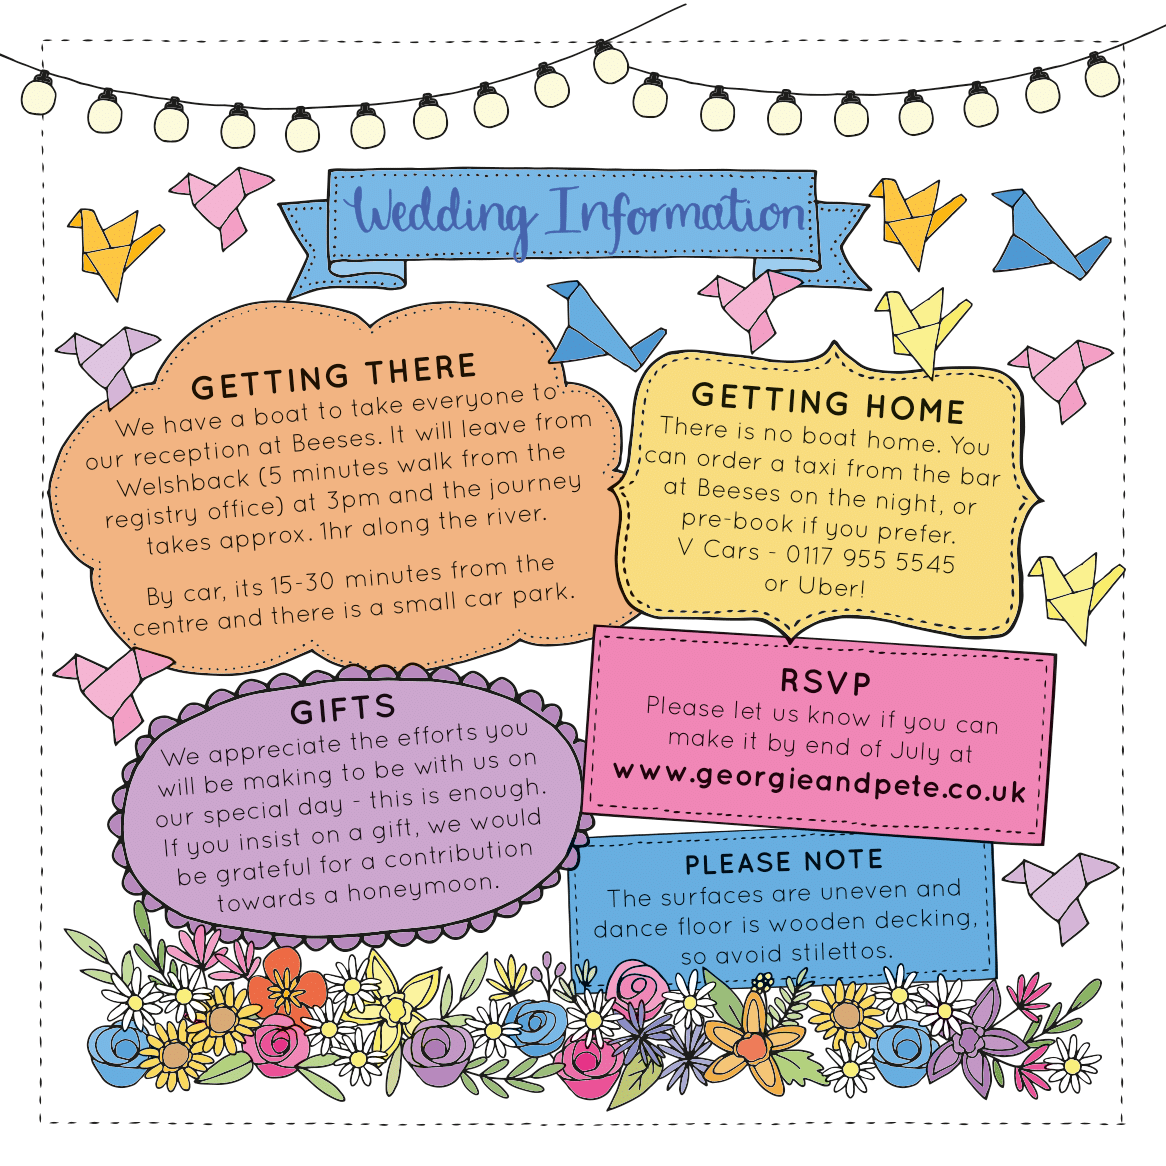 Wedding Information
GETTING THERE
We have a boat to take everyone to
our reception at Beeses. It will leave from
Welshback (5 minutes walk from the
registry office) at 3pm and the journey
takes approx. 1hr along the river.
By car, its 15-30 minutes from the
centre and there is a small car park.
GETTING HOME
There is no boat home. You
can order a taxi from the bar
at Beeses on the night, or
pre-book if you prefer.
V Cars - 0117 955 5545
or Uber!
GIFTS
We appreciate the efforts you
will be making to be with us on
our special day - this is enough.
If you insist on a gift, we would
be grateful for a contribution
towards a honeymoon.
RSVP
Please let us know if you can
make it by end of July at
www.georgieandpete.co.uk
PLEASE NOTE
The surfaces are uneven and
dance floor is wooden decking,
so avoid stilettos.